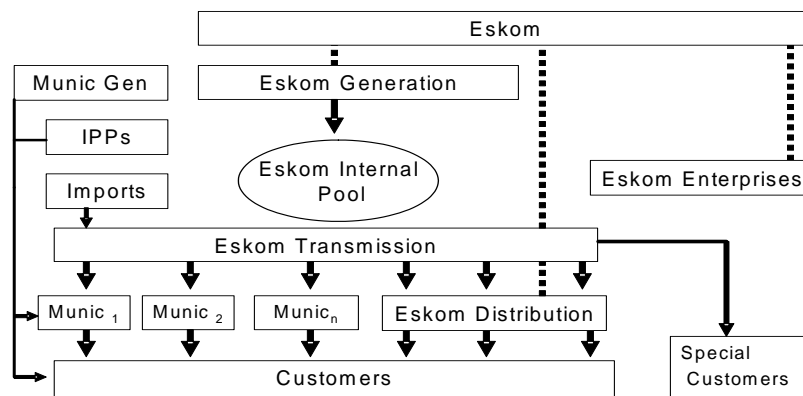 Eskom
Munic Gen
Eskom Generation
IPPs
Eskom Internal
Pool
Imports
Eskom Enterprises
Eskom Transmission
Munic 1
Munic 2
Munic n
Eskom Distribution
Customers
Special
Customers